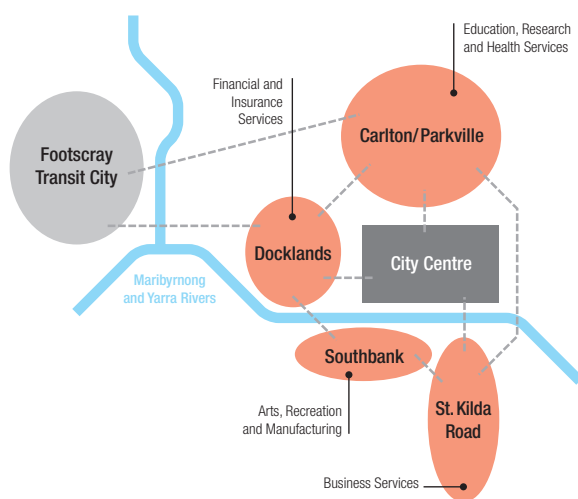 Education, Research
and Health Services
Financial and
Insurance
Services
Carlton/Parkville
Footscray
Transit City
Docklands
City Centre
Maribyrnong
and Yarra Rivers
Southbank
St. Kilda
Road
Arts, Recreation
and Manufacturing
Business Services